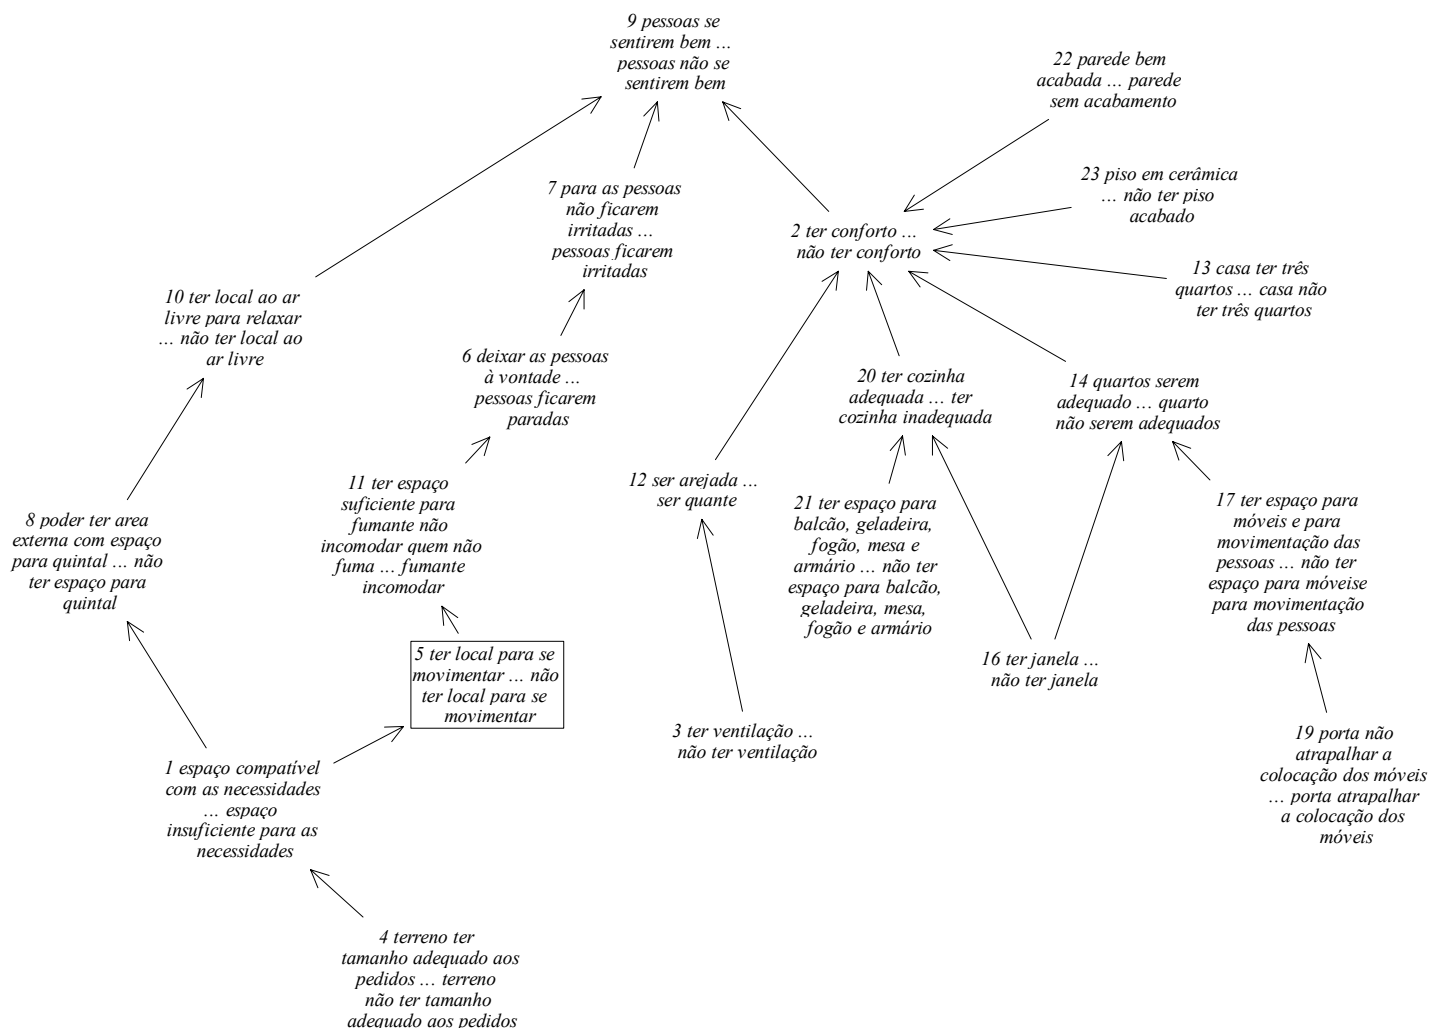 9 pessoas se
sentirem bem ...
pessoas não se
sentirem bem
22 parede bem
acabada ... parede
sem acabamento
23 piso em cerâmica
... não ter piso
acabado
7 para as pessoas
não ficarem
irritadas ...
pessoas ficarem
irritadas
2 ter conforto ...
não ter conforto
13 casa ter três
quartos ... casa não
ter três quartos
10 ter local ao ar
livre para relaxar
... não ter local ao
ar livre
6 deixar as pessoas
à vontade ...
pessoas ficarem
paradas
20 ter cozinha
adequada ... ter
cozinha inadequada
14 quartos serem
adequado ... quarto
não serem adequados
11 ter espaço
suficiente para
fumante não
incomodar quem não
fuma ... fumante
incomodar
12 ser arejada ...
ser quante
21 ter espaço para
balcão, geladeira,
fogão, mesa e
armário ... não ter
espaço para balcão,
geladeira, mesa,
fogão e armário
17 ter espaço para
móveis e para
movimentação das
pessoas ... não ter
espaço para móveise
para movimentação
das pessoas
8 poder ter area
externa com espaço
para quintal ... não
ter espaço para
quintal
5 ter local para se
movimentar ... não
ter local para se
movimentar
16 ter janela ...
não ter janela
3 ter ventilação ...
não ter ventilação
19 porta não
atrapalhar a
colocação dos móveis
... porta atrapalhar
a colocação dos
móveis
1 espaço compatível
com as necessidades
... espaço
insuficiente para as
necessidades
4 terreno ter
tamanho adequado aos
pedidos ... terreno
não ter tamanho
adequado aos pedidos